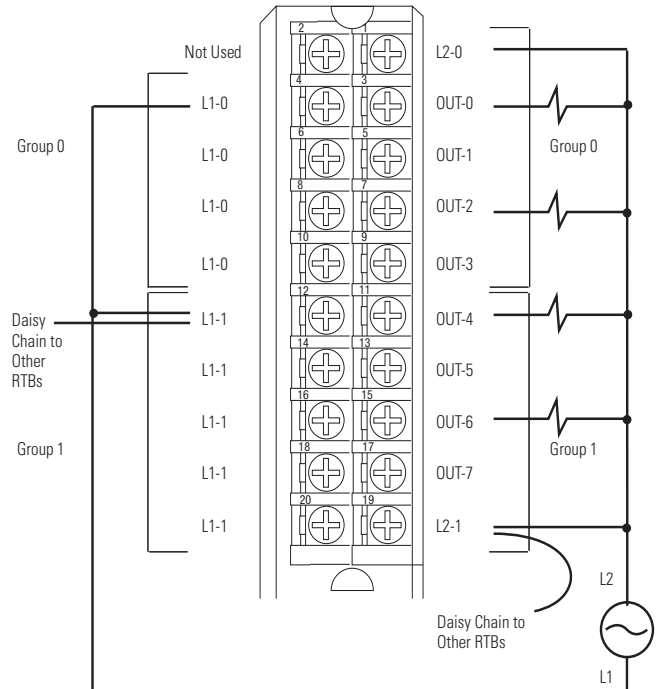 2 1
Not Used L2-0
4 3
L1-0 OUT-0
Group 0 6 5 Group 0
L1-0 OUT-1
8 7
L1-0 OUT-2
10 9
L1-0 OUT-3
12 11
Daisy
Chain to
Other
RTBs
L1-1 OUT-4
14 13
L1-1 OUT-5
16 15
L1-1 OUT-6
Group 1 18 17 Group 1
L1-1 OUT-7
20 19
L1-1 L2-1
L2
Daisy Chain to
Other RTBs
L1